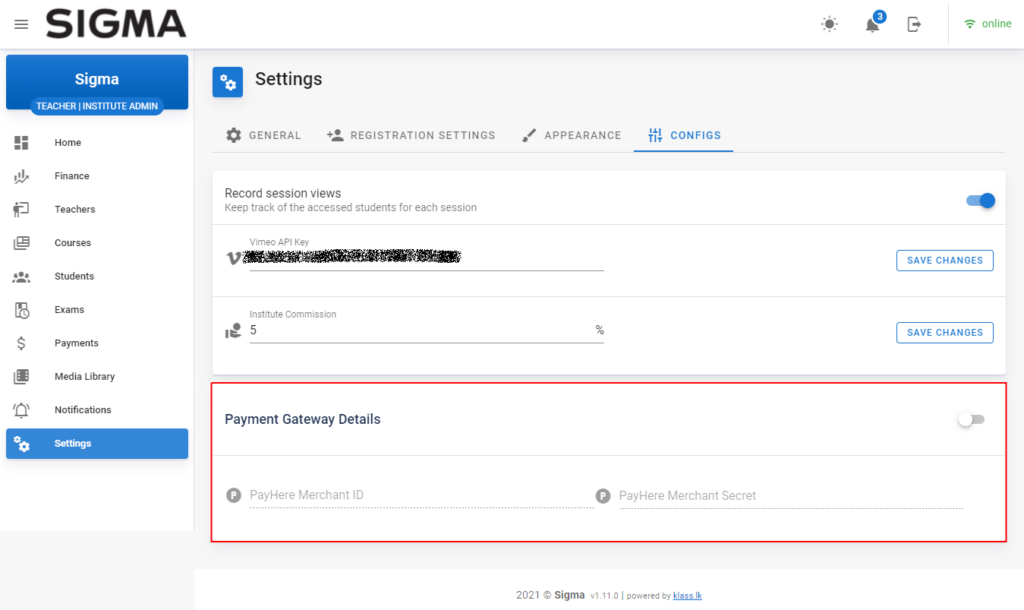 SIGMA
3
online
Sigma
TEACHER | INSTITUTE ADMIN
Home
Finance
Teachers
Courses
Students
Exams
Payments
Media Library
Notifications
Settings
Settings
GENERAL
REGISTRATION SETTINGS
APPEARANCE
CONFIGS
Record session views
Keep track of the accessed students for each session
Vimeo API Key
SAVE CHANGES
Institute Commission
5 %
SAVE CHANGES
Payment Gateway Details
P PayHere Merchant ID
P PayHere Merchant Secret
2021 © Sigma v1.11.0 | powered by klass.lk